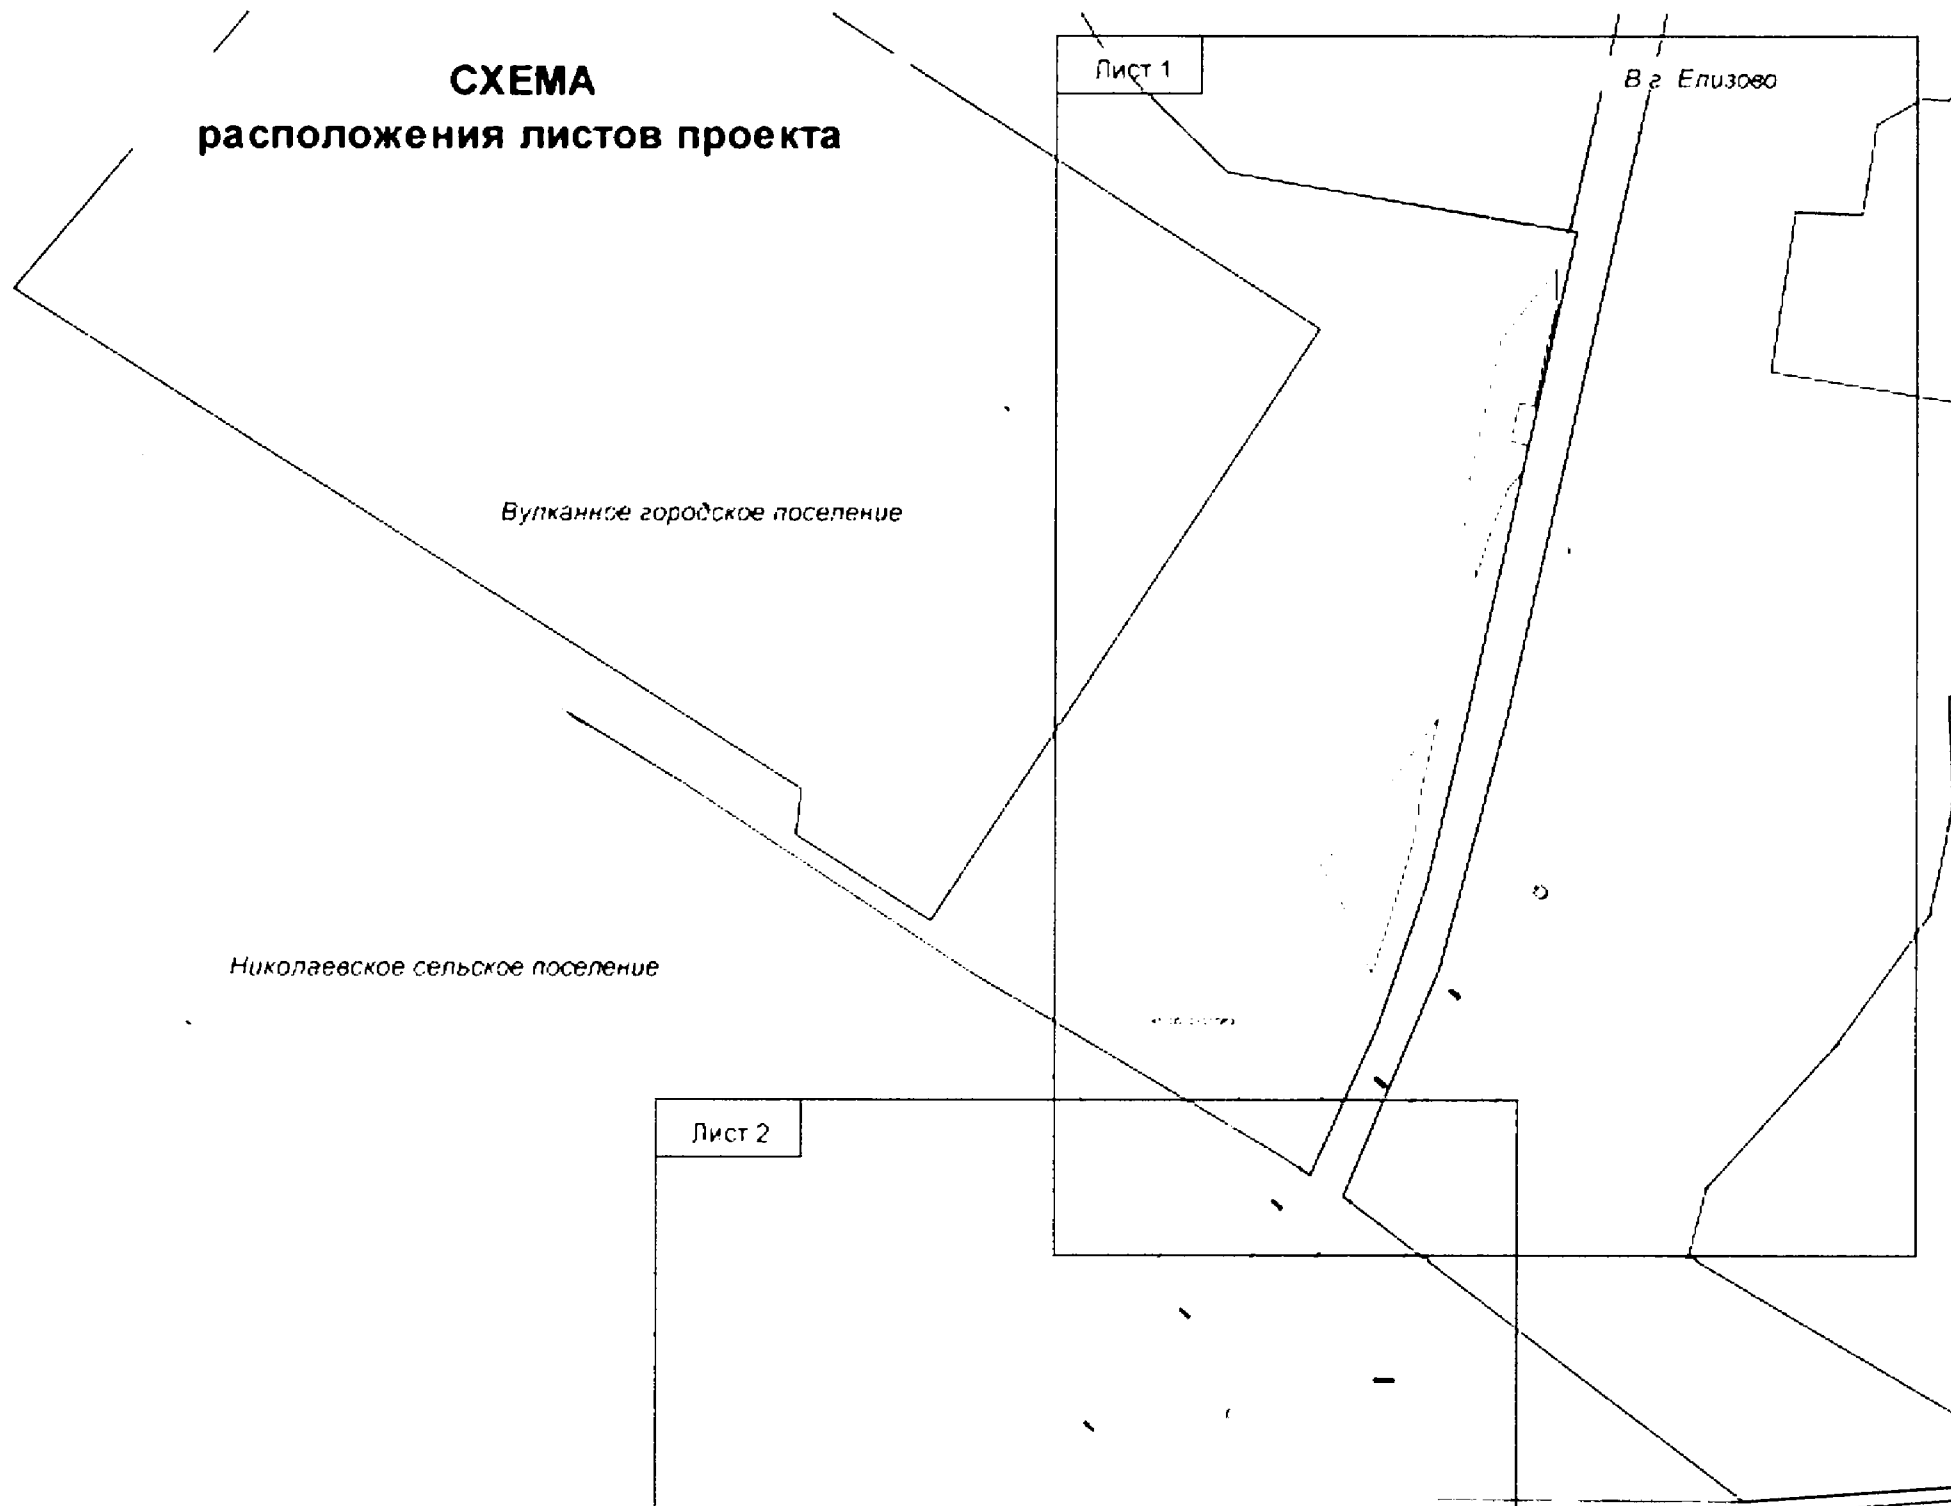 СХЕМА
расположения листов проекта
Лист 1
В г. Елизово
Вулканное городское поселение
Николаевское сельское поселение
Лист 2